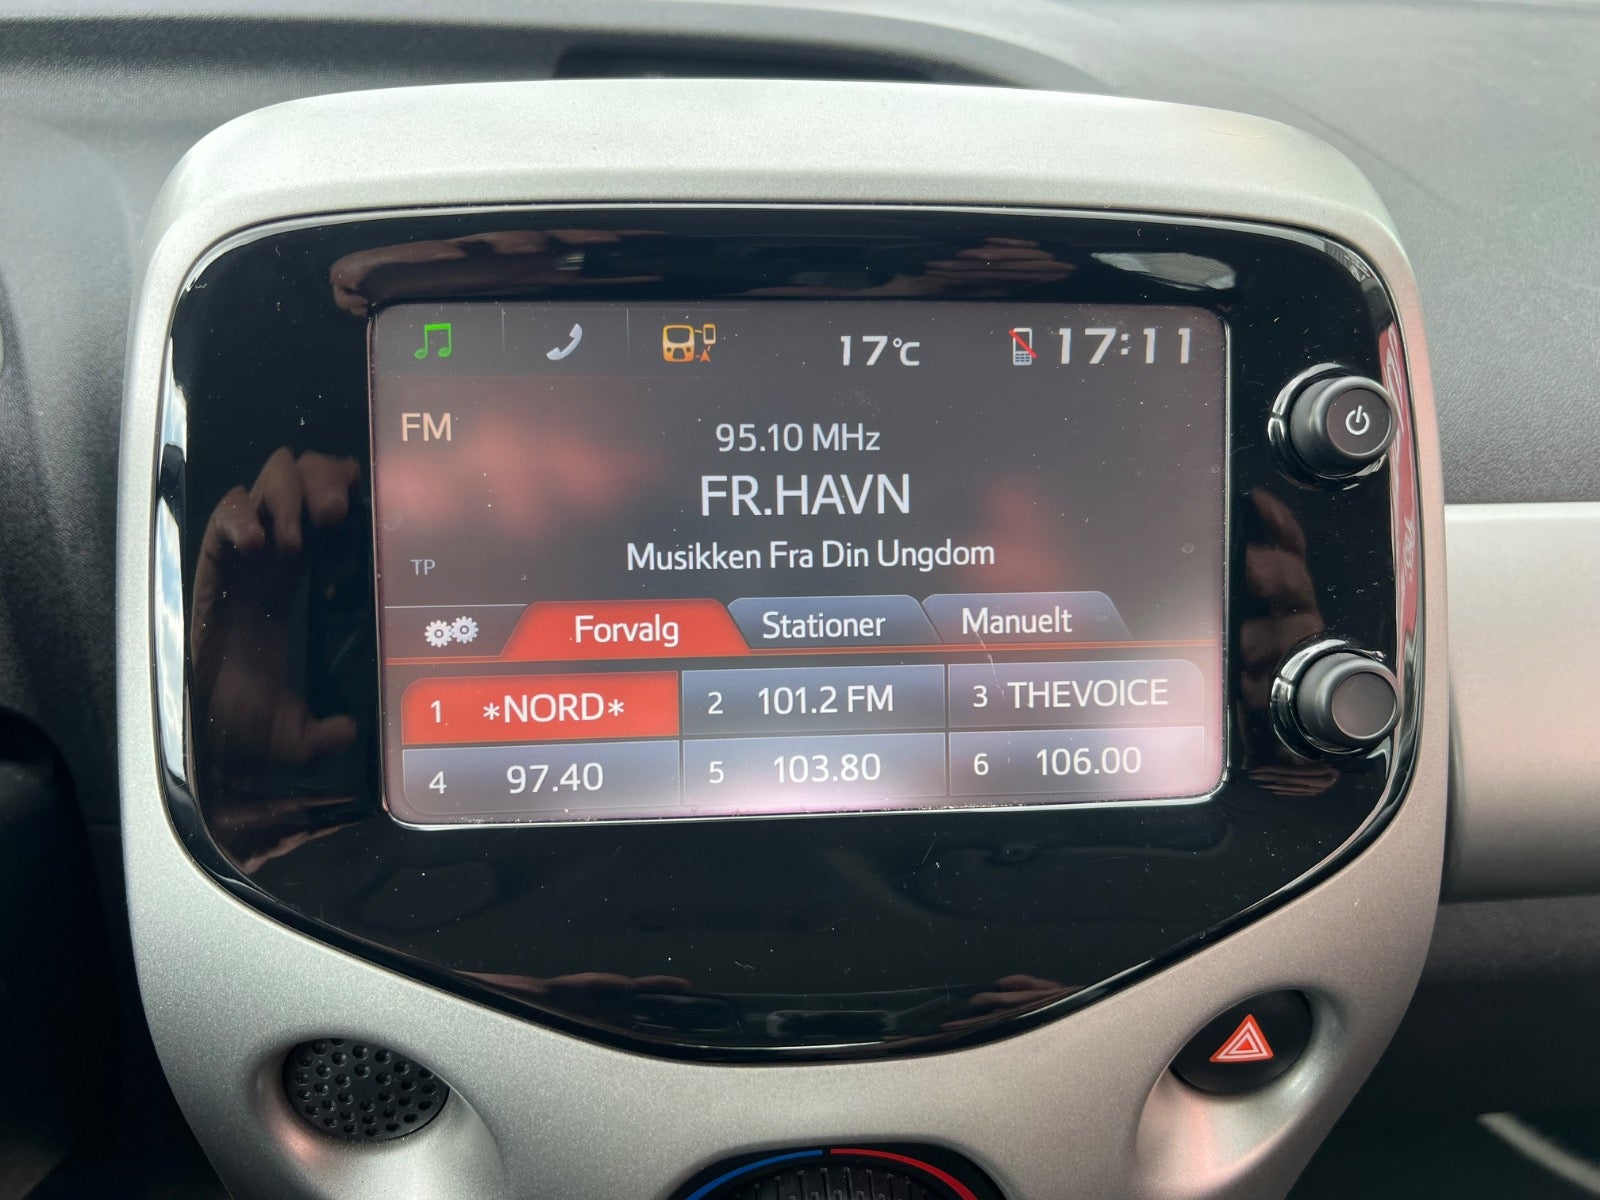 17°C 17:11
FM
95.10 MHz
FR.HAVN
Musikken Fra Din Ungdom
TP
Forvalg Stationer Manuelt
1 *NORD* 2 101.2 FM 3 THEVOICE
4 97.40 5 103.80 6 106.00